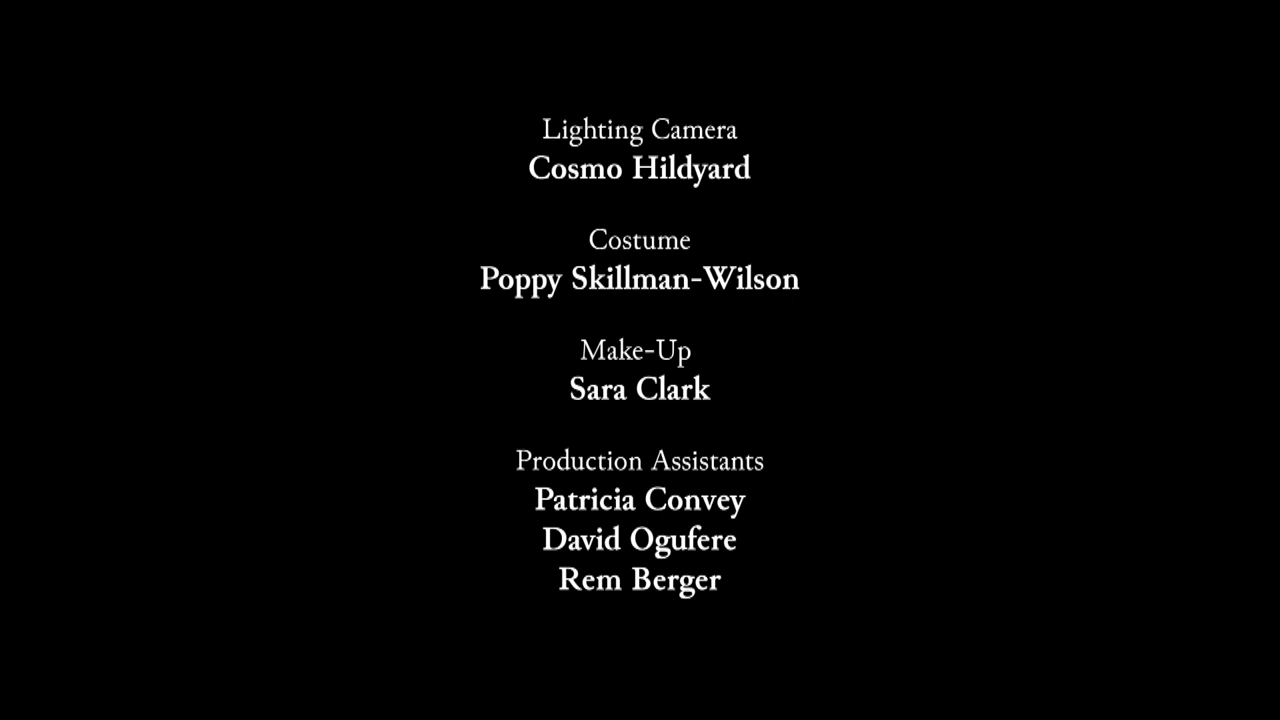 Lighting Camera
Cosmo Hildyard
Costume
Poppy Skillman-Wilson
Make-Up
Sara Clark
Production Assistants
Patricia Convey
David Ogufere
Rem Berger